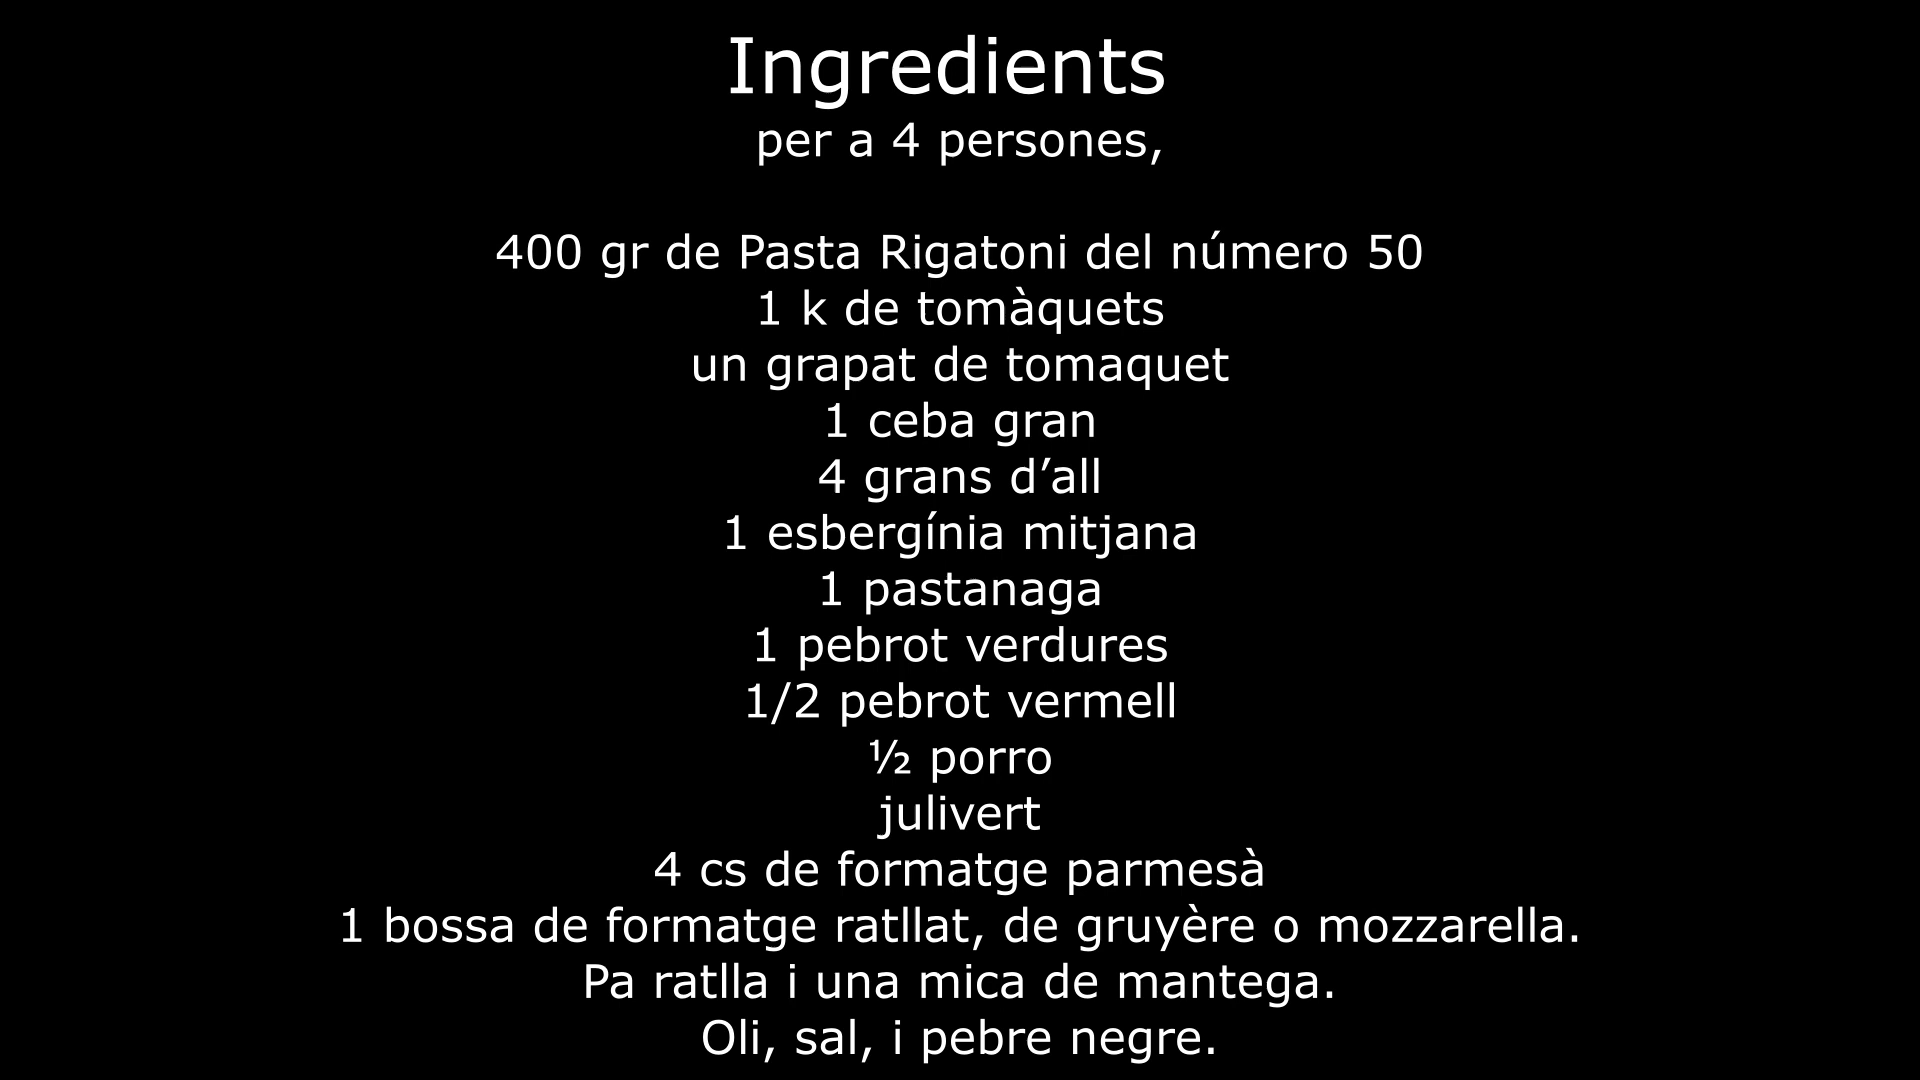 Ingredients
per a 4 persones,
400 gr de Pasta Rigatoni del número 50
1 k de tomàquets
un grapat de tomaquet
1 ceba gran
4 grans d’all
1 esbergínia mitjana
1 pastanaga
1 pebrot verdures
1/2 pebrot vermell
½ porro
julivert
4 cs de formatge parmesà
1 bossa de formatge ratllat, de gruyère o mozzarella.
Pa ratlla i una mica de mantega.
Oli, sal, i pebre negre.